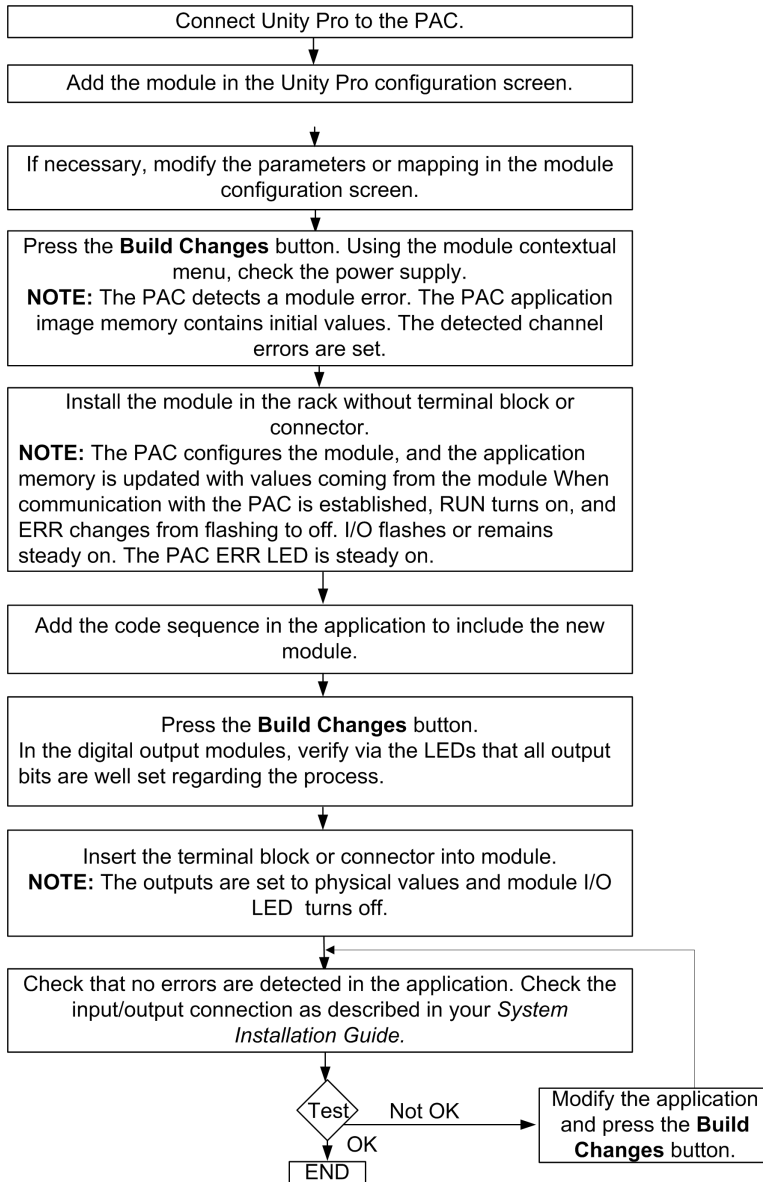 Connect Unity Pro to the PAC.
Add the module in the Unity Pro configuration screen.
If necessary, modify the parameters or mapping in the module
configuration screen.
Press the Build Changes button. Using the module contextual
menu, check the power supply.
NOTE: The PAC detects a module error. The PAC application
image memory contains initial values. The detected channel
errors are set.
Install the module in the rack without terminal block or
connector.
NOTE: The PAC configures the module, and the application
memory is updated with values coming from the module When
communication with the PAC is established, RUN turns on, and
ERR changes from flashing to off. I/O flashes or remains
steady on. The PAC ERR LED is steady on.
Add the code sequence in the application to include the new
module.
Press the Build Changes button.
In the digital output modules, verify via the LEDs that all output
bits are well set regarding the process.
Insert the terminal block or connector into module.
NOTE: The outputs are set to physical values and module I/O
LED turns off.
Check that no errors are detected in the application. Check the
input/output connection as described in your System
Installation Guide.
Test
Not OK
Modify the application
and press the Build
Changes button.
OK
END